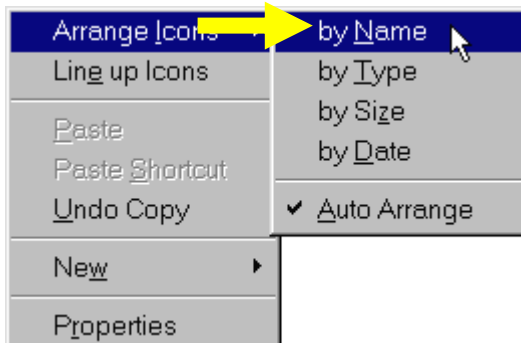 Arrange Icons
Line up Icons
Paste
Paste Shortcut
Undo Copy
New
Properties
by Name
by Type
by Size
by Date
Auto Arrange